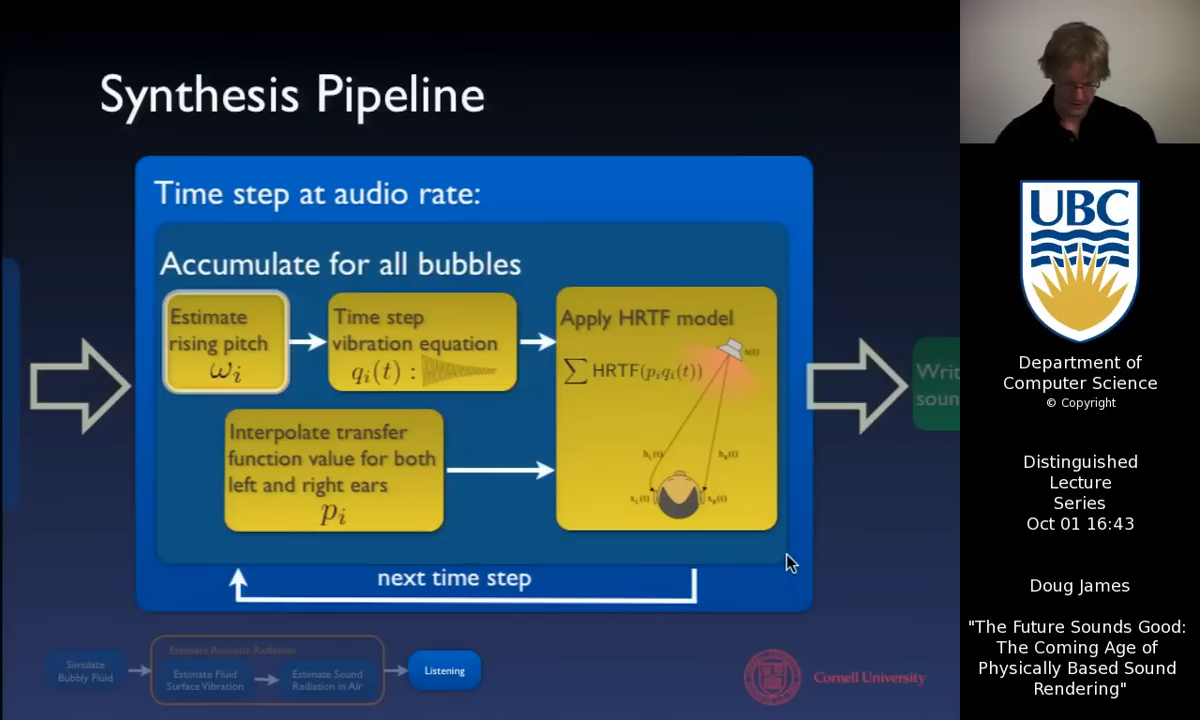 Synthesis Pipeline
Time step at audio rate:
Accumulate for all bubbles
Estimate
rising pitch
ωi
Time step
vibration equation
qi(t) :
Apply HRTF model
∑ HRTF(piqi(t))
Interpolate transfer
function value for both
left and right ears
pi
next time step
Writ
soun
Simulate
Bubbly Fluid
Estimate Acoustic Radiation
Estimate Fluid
Surface Vibration
Estimate Sound
Radiation in Air
Listening
Cornell University
UBC
Department of
Computer Science
© Copyright
Distinguished
Lecture
Series
Oct 01 16:43
Doug James
"The Future Sounds Good:
The Coming Age of
Physically Based Sound
Rendering"